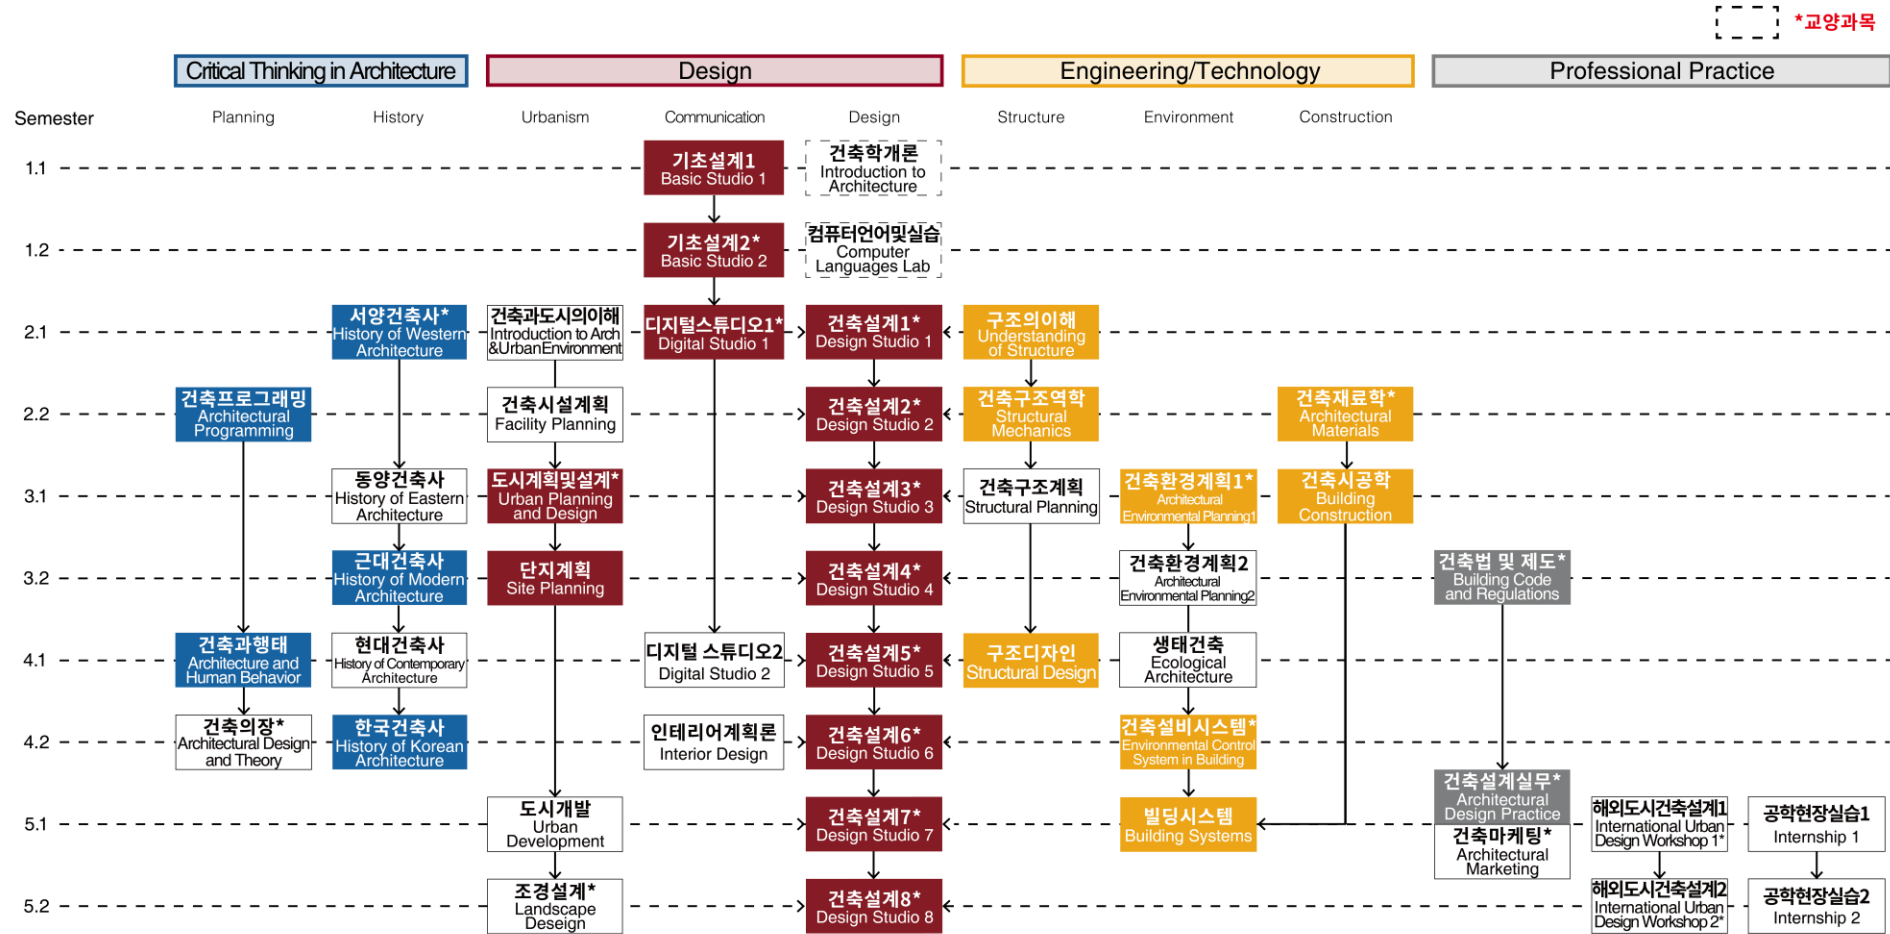 *교양과목
Critical Thinking in Architecture
Design
Engineering/Technology
Professional Practice
Semester
Planning
History
Urbanism
Communication
Design
Structure
Environment
Construction
1.1
기초설계1
Basic Studio 1
건축학개론
Introduction to
Architecture
1.2
기초설계2*
Basic Studio 2
컴퓨터언어및실습
Computer
Languages Lab
2.1
서양건축사*
History of Western
Architecture
건축과도시의이해
Introduction to Arch
&UrbanEnvironment
디지털스튜디오1*
Digital Studio 1
건축설계1*
Design Studio 1
구조의이해
Understanding
of Structure
2.2
건축프로그래밍
Architectural
Programming
건축시설계획
Facility Planning
건축설계2*
Design Studio 2
건축구조역학
Structural
Mechanics
건축재료학*
Architectural
Materials
3.1
동양건축사
History of Eastern
Architecture
도시계획및설계*
Urban Planning
and Design
건축설계3*
Design Studio 3
건축구조계획
Structural Planning
건축환경계획1*
Architectural
Environmental Planning1
건축시공학
Building
Construction
3.2
근대건축사
History of Modern
Architecture
단지계획
Site Planning
건축설계4*
Design Studio 4
건축환경계획2
Architectural
Environmental Planning2
건축법 및 제도*
Building Code
and Regulations
4.1
건축과행태
Architecture and
Human Behavior
현대건축사
History of Contemporary
Architecture
디지털 스튜디오2
Digital Studio 2
건축설계5*
Design Studio 5
구조디자인
Structural Design
생태건축
Ecological
Architecture
4.2
건축의장*
Architectural Design
and Theory
한국건축사
History of Korean
Architecture
인테리어계획론
Interior Design
건축설계6*
Design Studio 6
건축설비시스템*
Environmental Control
System in Building
5.1
도시개발
Urban
Development
건축설계7*
Design Studio 7
빌딩시스템
Building Systems
건축설계실무*
Architectural
Design Practice
건축마케팅*
Architectural
Marketing
해외도시건축설계1
International Urban
Design Workshop 1*
공학현장실습1
Internship 1
5.2
조경설계*
Landscape
Deseign
건축설계8*
Design Studio 8
해외도시건축설계2
International Urban
Design Workshop 2*
공학현장실습2
Internship 2